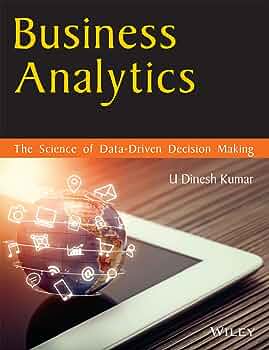 Business
Analytics
The Science of Data-Driven Decision Making
U Dinesh Kumar
WILEY